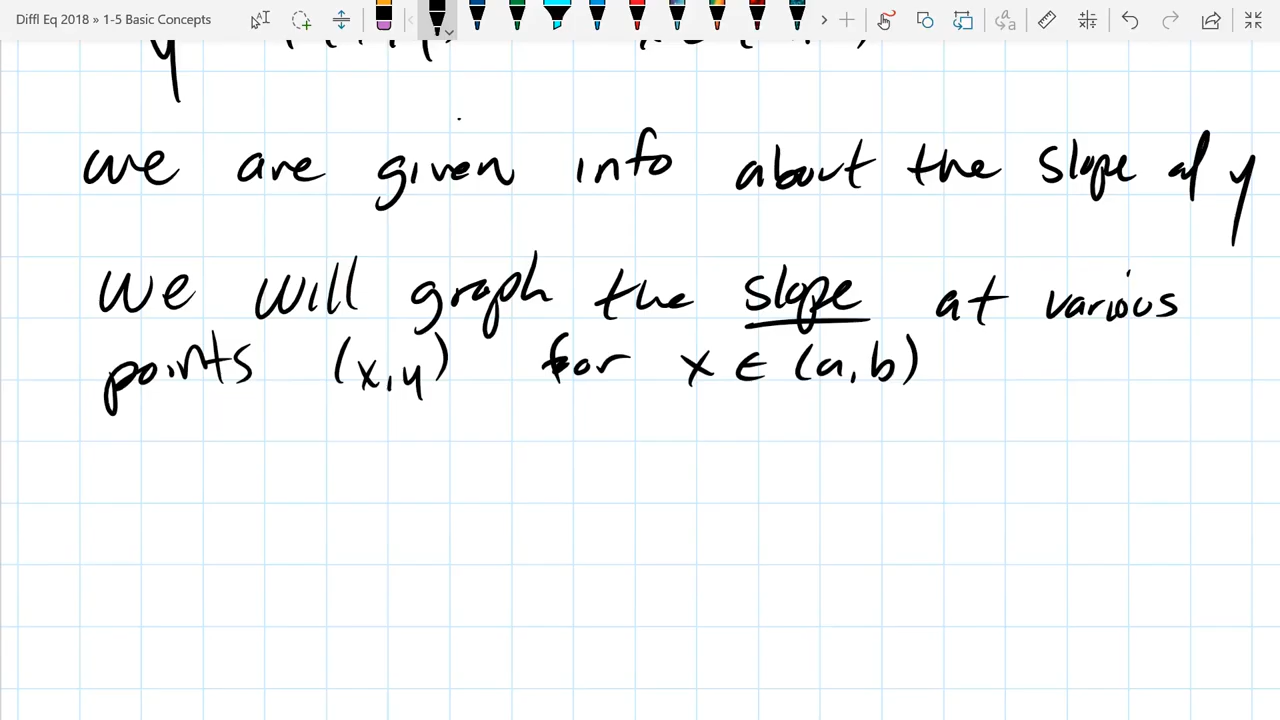 Diffl Eq 2018 » 1-5 Basic Concepts
we are given info about the slope of y
we will graph the slope at various
points (x,y) for x ∈ (a,b)